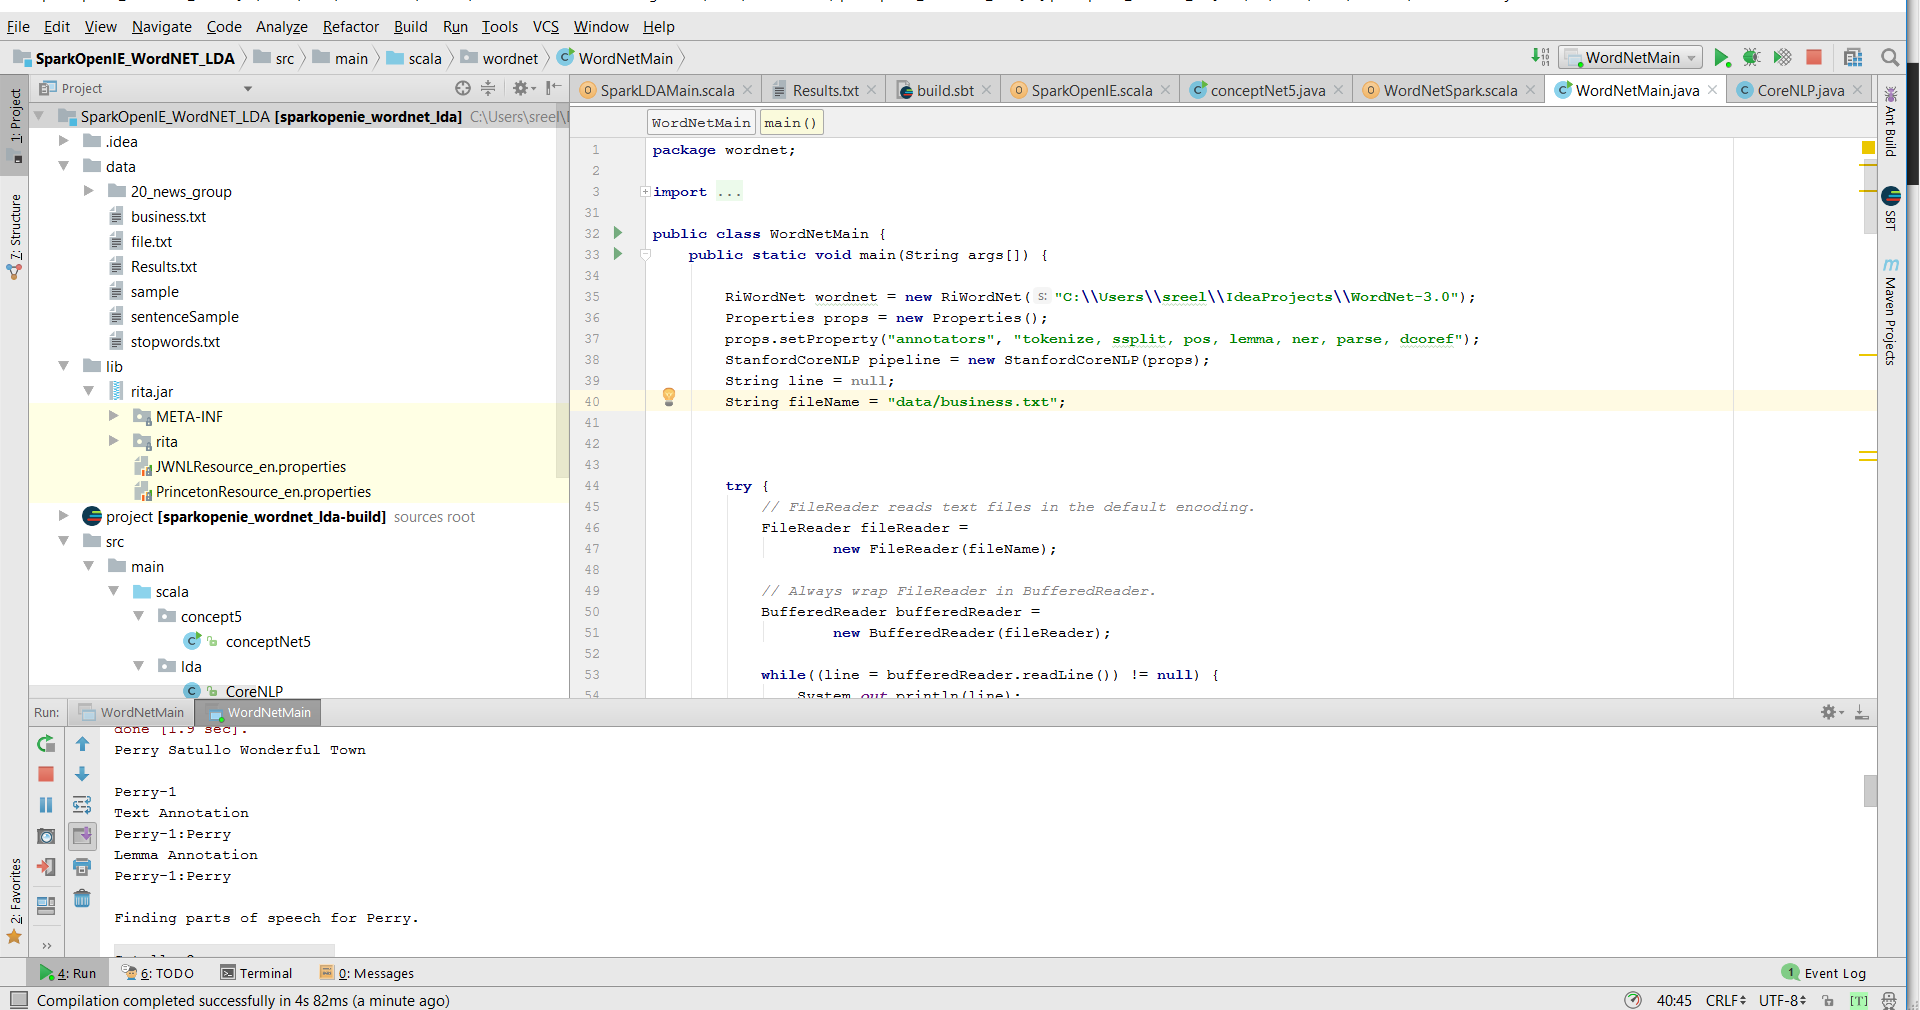 File Edit View Navigate Code Analyze Refactor Build Run Tools VCS Window Help
SparkOpenIE_WordNET_LDA src main scala wordnet WordNetMain
WordNetMain
Project
SparkLDAMain.scala Results.txt build.sbt SparkOpenIE.scala conceptNet5.java WordNetSpark.scala WordNetMain.java CoreNLP.java
1: Project
7: Structure
2: Favorites
SparkOpenIE_WordNET_LDA [sparkopenie_wordnet_lda] C:\Users\sreel\
.idea
data
20_news_group
business.txt
file.txt
Results.txt
sample
sentenceSample
stopwords.txt
lib
rita.jar
META-INF
rita
JWNLResource_en.properties
PrincetonResource_en.properties
project [sparkopenie_wordnet_lda-build] sources root
src
main
scala
concept5
conceptNet5
lda
CoreNLP
WordNetMain main()
1 package wordnet;
2
3 import ...
31
32 public class WordNetMain {
33 public static void main(String args[]) {
34
35 RiWordNet wordnet = new RiWordNet( s: "C:\\Users\\sreel\\IdeaProjects\\WordNet-3.0");
36 Properties props = new Properties();
37 props.setProperty("annotators", "tokenize, ssplit, pos, lemma, ner, parse, dcoref");
38 StanfordCoreNLP pipeline = new StanfordCoreNLP(props);
39 String line = null;
40 String fileName = "data/business.txt";
41
42
43
44 try {
45 // FileReader reads text files in the default encoding.
46 FileReader fileReader =
47 new FileReader(fileName);
48
49 // Always wrap FileReader in BufferedReader.
50 BufferedReader bufferedReader =
51 new BufferedReader(fileReader);
52
53 while((line = bufferedReader.readLine()) != null) {
54 System.out.println(line);
Ant Build
SBT
Maven Projects
Run: WordNetMain WordNetMain
done [1.9 sec].
Perry Satullo Wonderful Town
Perry-1
Text Annotation
Perry-1:Perry
Lemma Annotation
Perry-1:Perry
Finding parts of speech for Perry.
4: Run 6: TODO Terminal 0: Messages
1 Event Log
Compilation completed successfully in 4s 82ms (a minute ago)
40:45 CRLF UTF-8 [T]